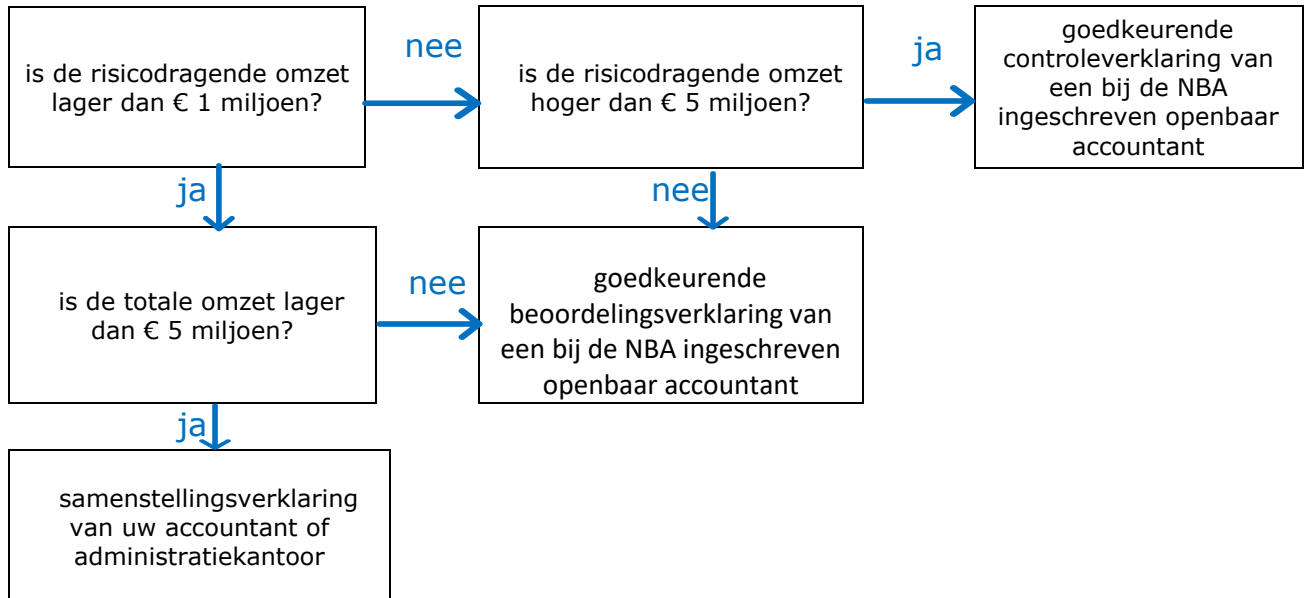 is de risicodragende omzet
lager dan € 1 miljoen?
nee
is de risicodragende omzet
hoger dan € 5 miljoen?
ja
goedkeurende
controleverklaring van
een bij de NBA
ingeschreven openbaar
accountant
ja
nee
is de totale omzet lager
dan € 5 miljoen?
nee
goedkeurende
beoordelingsverklaring van
een bij de NBA ingeschreven
openbaar accountant
ja
samenstellingsverklaring
van uw accountant of
administratiekantoor